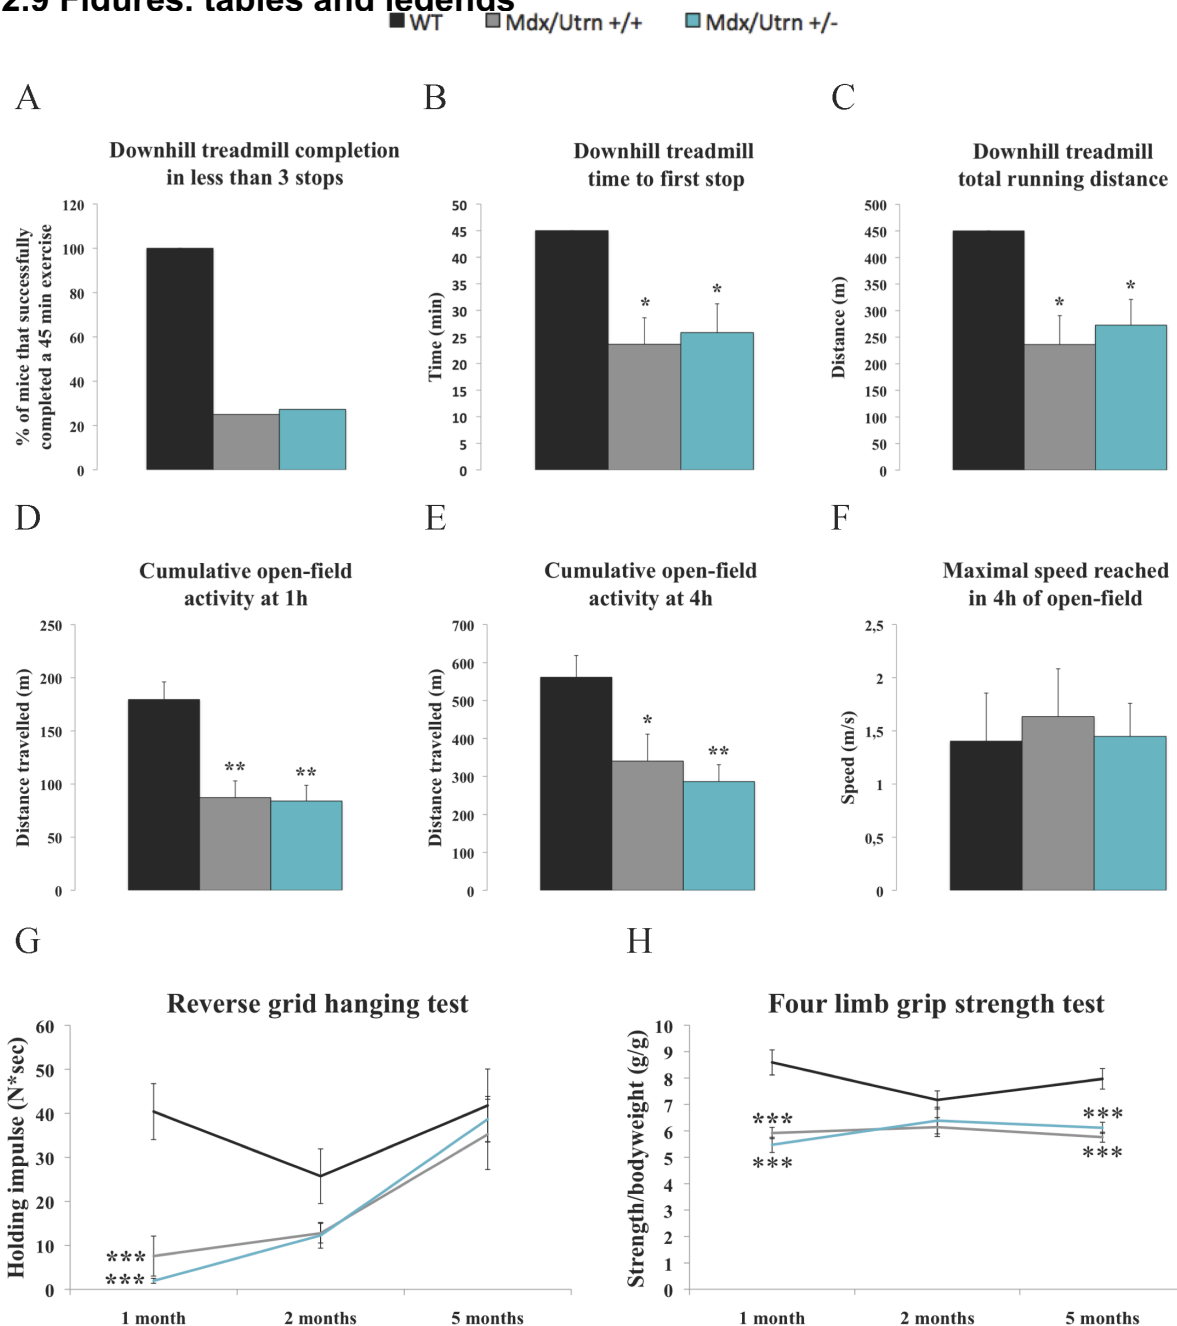 2.9 Figures, tables and legends
WT Mdx/Utrn +/+ Mdx/Utrn +/-
A
Downhill treadmill completion
in less than 3 stops
% of mice that successfully
completed a 45 min exercise
120
100
80
60
40
20
0
B
Downhill treadmill
time to first stop
Time (min)
50
45
40
35
30
25
20
15
10
5
0
*
*
C
Downhill treadmill
total running distance
Distance (m)
500
450
400
350
300
250
200
150
100
50
0
*
*
D
Cumulative open-field
activity at 1h
Distance travelled (m)
250
200
150
100
50
0
**
**
E
Cumulative open-field
activity at 4h
Distance travelled (m)
700
600
500
400
300
200
100
0
*
**
F
Maximal speed reached
in 4h of open-field
Speed (m/s)
2,5
2
1,5
1
0,5
0
G
Reverse grid hanging test
Holding impulse (N*sec)
60
50
40
30
20
10
0
***
***
1 month 2 months 5 months
H
Four limb grip strength test
Strength/bodyweight (g/g)
10
9
8
7
6
5
4
3
2
1
0
***
***
***
***
1 month 2 months 5 months